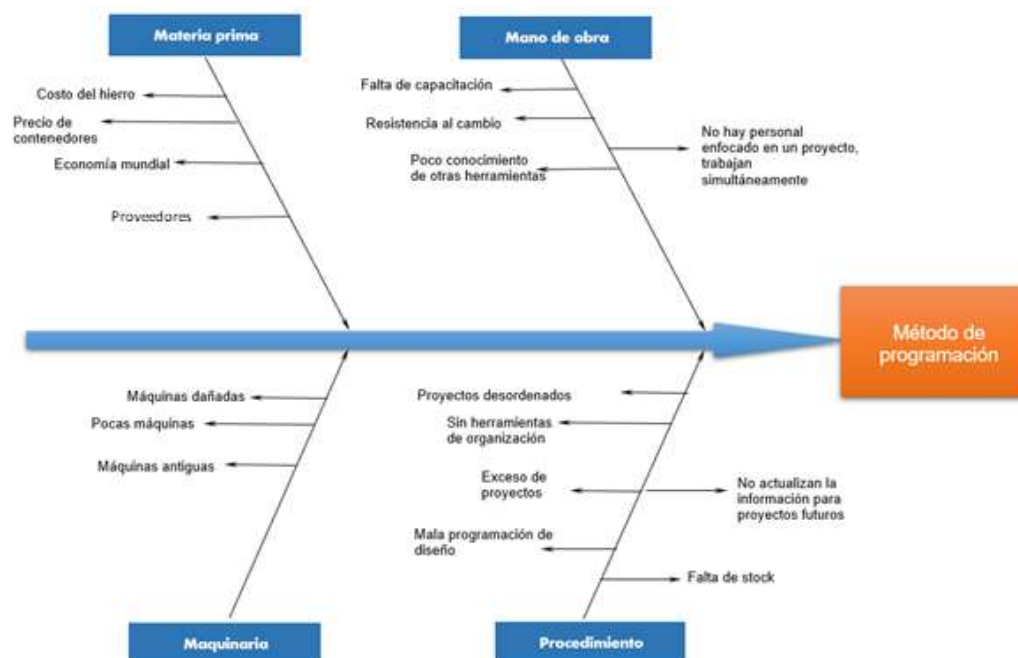 Materia prima
Mano de obra
Costo del hierro
Precio de
contenedores
Economía mundial
Proveedores
Falta de capacitación
Resistencia al cambio
Poco conocimiento
de otras herramientas
No hay personal
enfocado en un proyecto,
trabajan
simultáneamente
Método de
programación
Máquinas dañadas
Pocas máquinas
Máquinas antiguas
Proyectos desordenados
Sin herramientas
de organización
Exceso de
proyectos
No actualizan la
información para
proyectos futuros
Mala programación de
diseño
Falta de stock
Maquinaria
Procedimiento